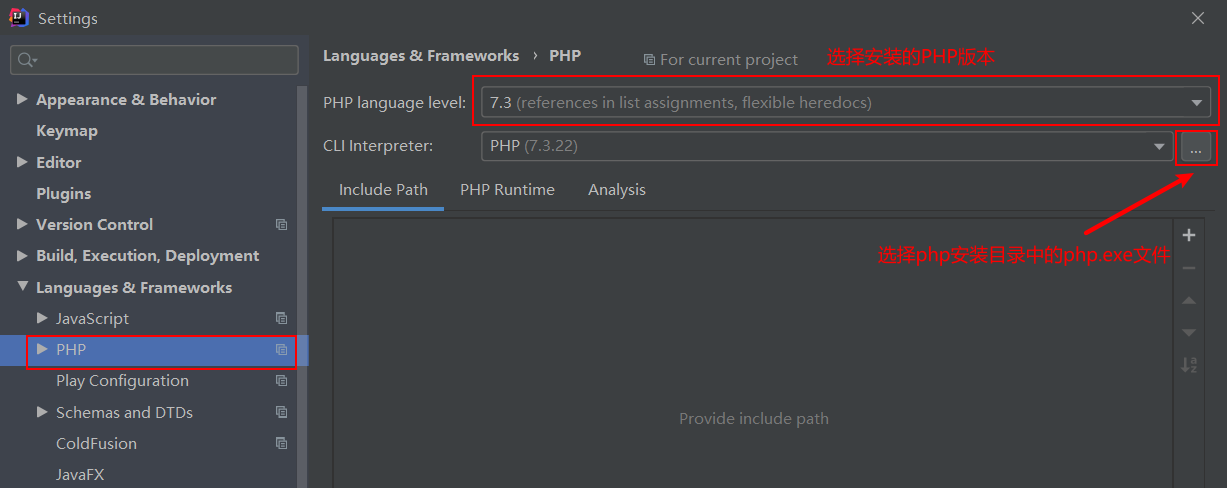 Settings
Languages & Frameworks › PHP
For current project
选择安装的PHP版本
Appearance & Behavior
Keymap
Editor
Plugins
Version Control
Build, Execution, Deployment
Languages & Frameworks
JavaScript
PHP
Play Configuration
Schemas and DTDs
ColdFusion
JavaFX
PHP language level:
7.3 (references in list assignments, flexible heredocs)
CLI Interpreter:
PHP (7.3.22)
...
Include Path
PHP Runtime
Analysis
选择php安装目录中的php.exe文件
Provide include path